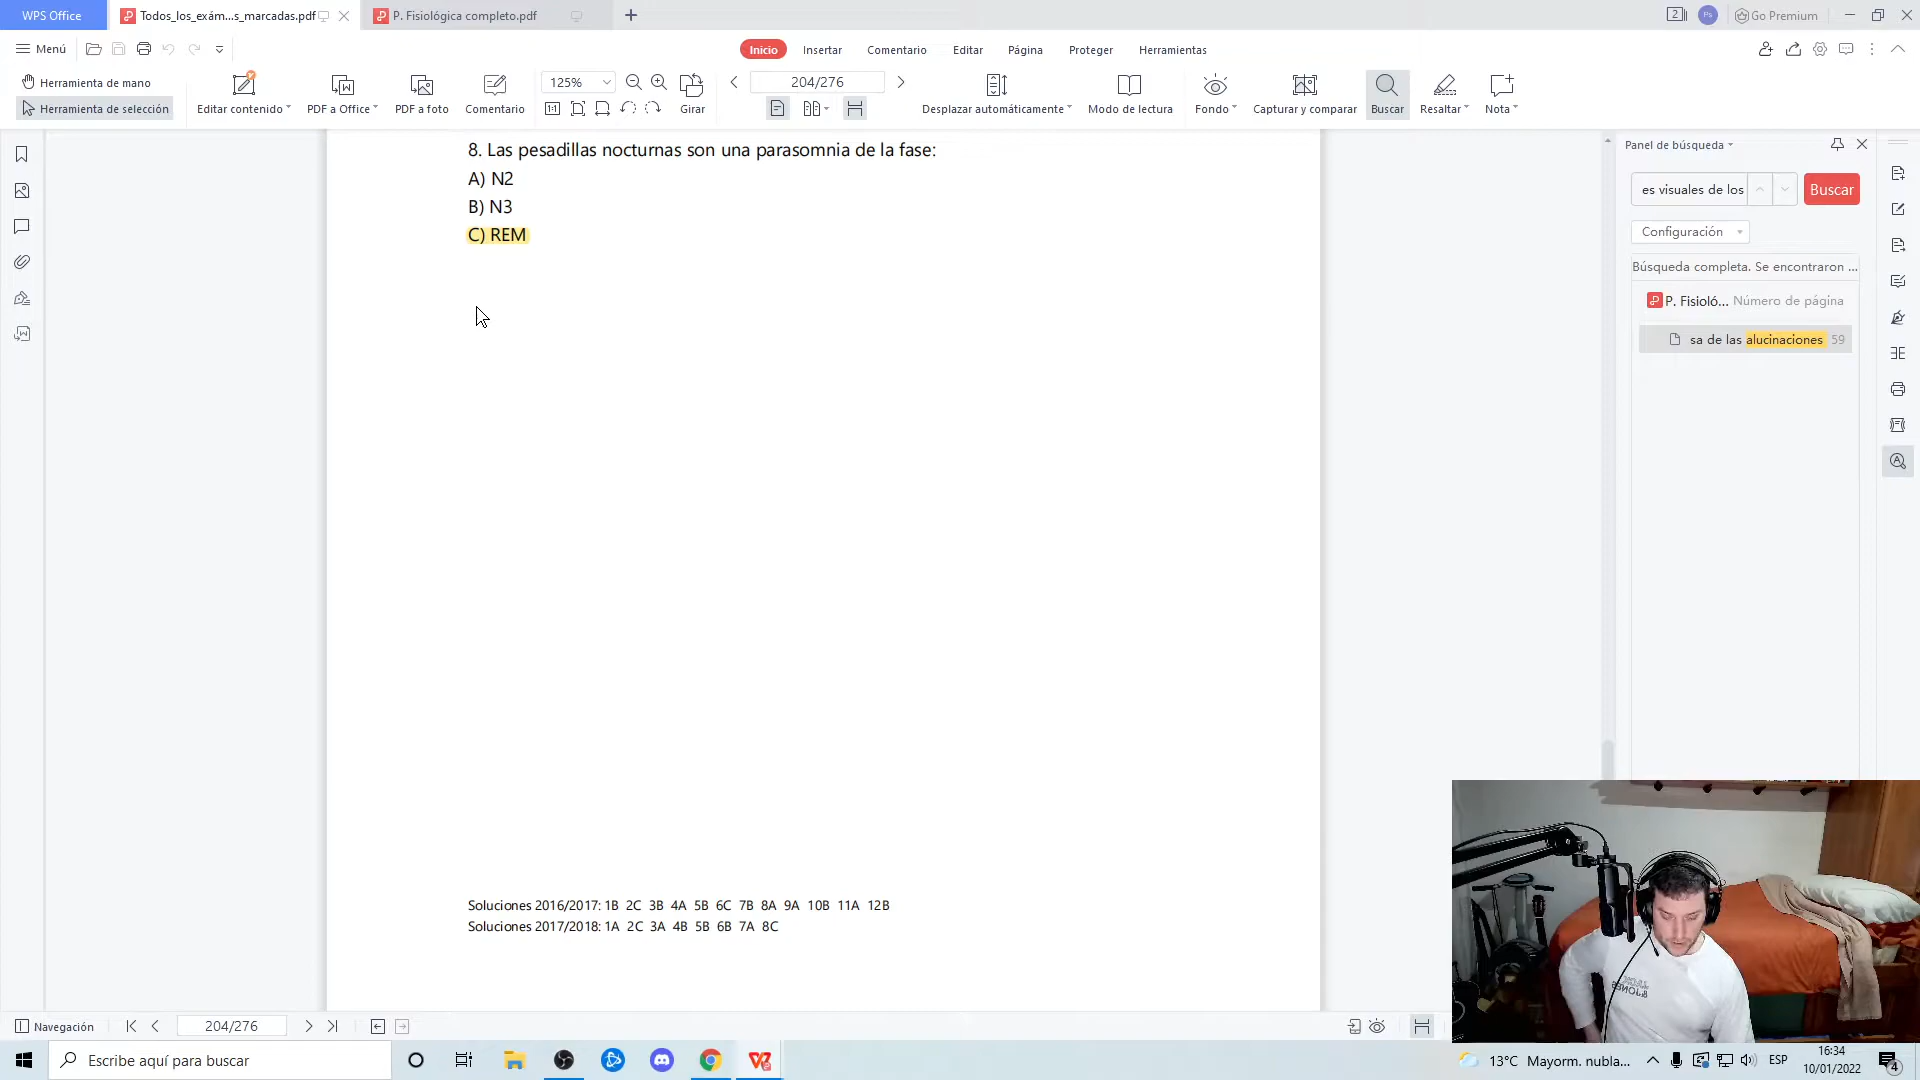 WPS Office
Todos_los_exám...s_marcadas.pdf
P. Fisiológica completo.pdf
2
Ps
Go Premium
Menú
Inicio
Insertar
Comentario
Editar
Página
Proteger
Herramientas
Herramienta de mano
Herramienta de selección
Editar contenido
PDF a Office
PDF a foto
Comentario
125%
Girar
204/276
Desplazar automáticamente
Modo de lectura
Fondo
Capturar y comparar
Buscar
Resaltar
Nota
8. Las pesadillas nocturnas son una parasomnia de la fase:
A) N2
B) N3
C) REM
Soluciones 2016/2017: 1B 2C 3B 4A 5B 6C 7B 8A 9A 10B 11A 12B
Soluciones 2017/2018: 1A 2C 3A 4B 5B 6B 7A 8C
Panel de búsqueda
es visuales de los
Buscar
Configuración
Búsqueda completa. Se encontraron ...
P. Fisioló... Número de página
sa de las alucinaciones 59
Navegación
204/276
Escribe aquí para buscar
13°C Mayorm. nubla...
ESP
16:34
10/01/2022
4